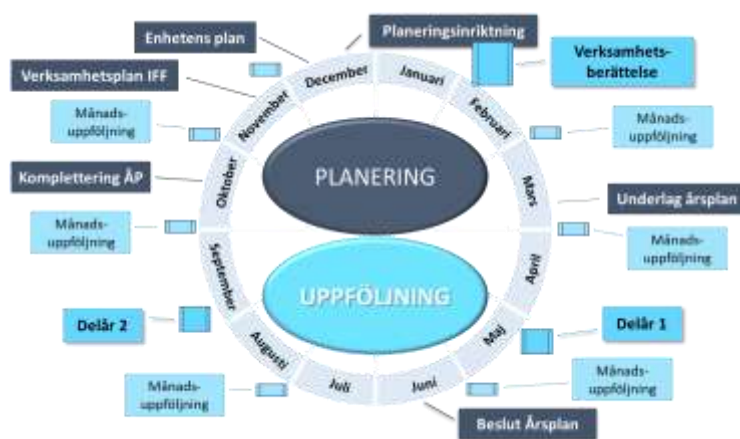 Enhetens plan
Planeringsinriktning
Verksamhets-
berättelse
Verksamhetsplan IFF
December
Januari
November
Februari
Månads-
uppföljning
Månads-
uppföljning
Oktober
PLANERING
Mars
Komplettering ÅP
Underlag årsplan
Månads-
uppföljning
Månads-
uppföljning
September
UPPFÖLJNING
April
Delår 2
Delår 1
Augusti
Maj
Juli
Juni
Månads-
uppföljning
Månads-
uppföljning
Beslut Årsplan